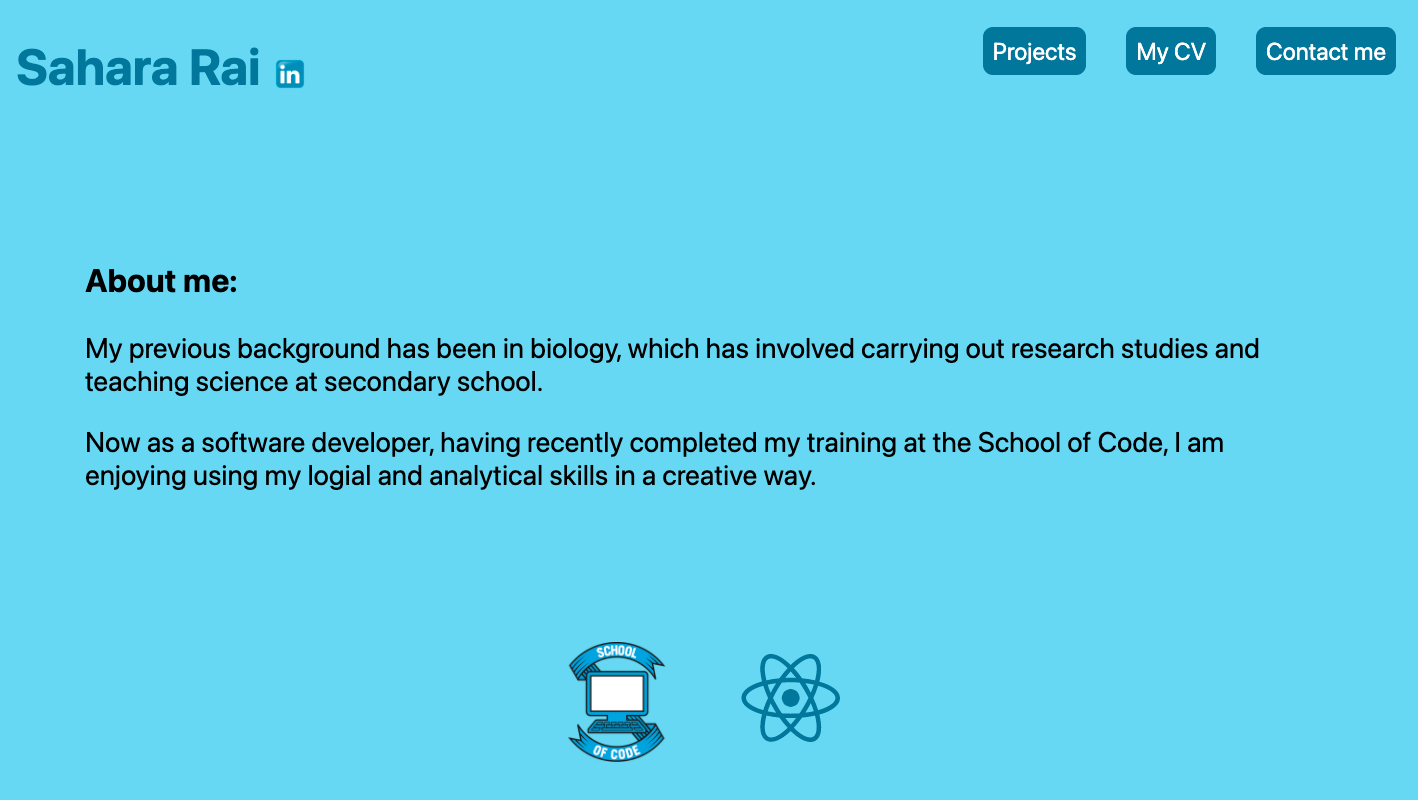 Sahara Rai in
Projects
My CV
Contact me
About me:
My previous background has been in biology, which has involved carrying out research studies and
teaching science at secondary school.
Now as a software developer, having recently completed my training at the School of Code, I am
enjoying using my logial and analytical skills in a creative way.
SCHOOL
OF CODE